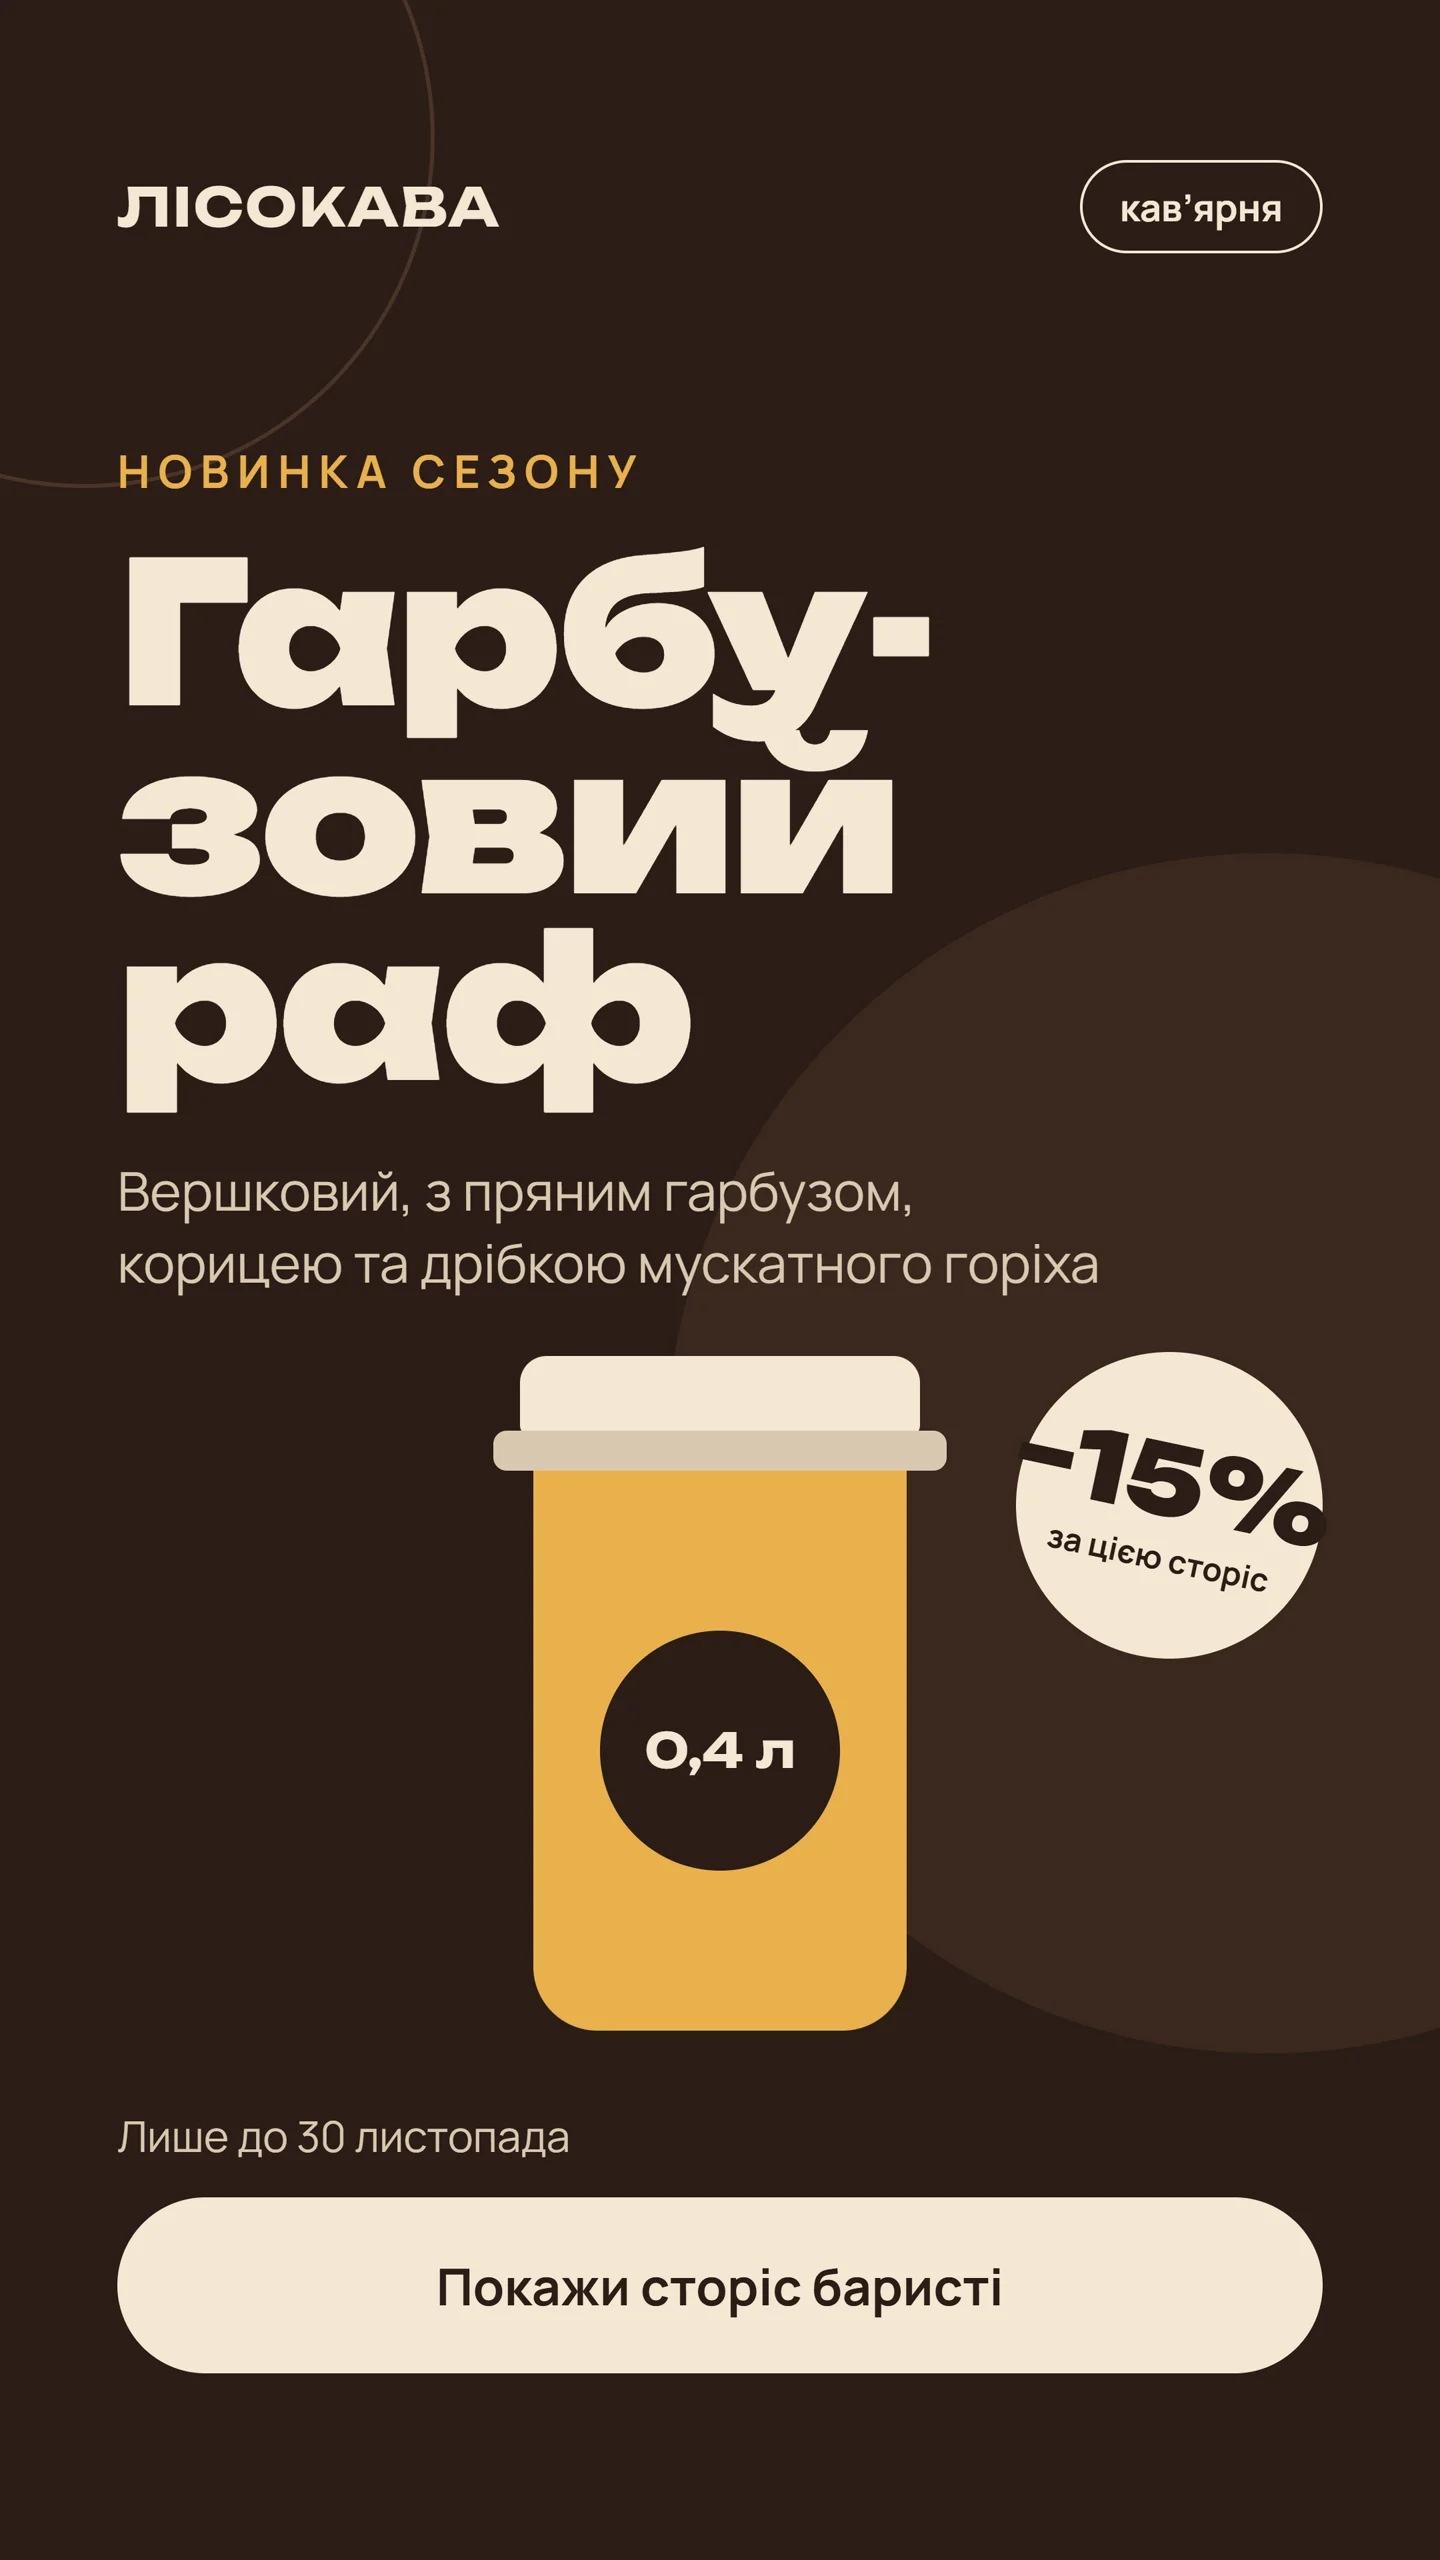 ЛІСОКАВА
кав’ярня
НОВИНКА СЕЗОНУ
Гарбу-
зовий
раф
Вершковий, з пряним гарбузом,
корицею та дрібкою мускатного горіха
–15%
за цією сторіс
0,4 л
Лише до 30 листопада
Покажи сторіс баристі